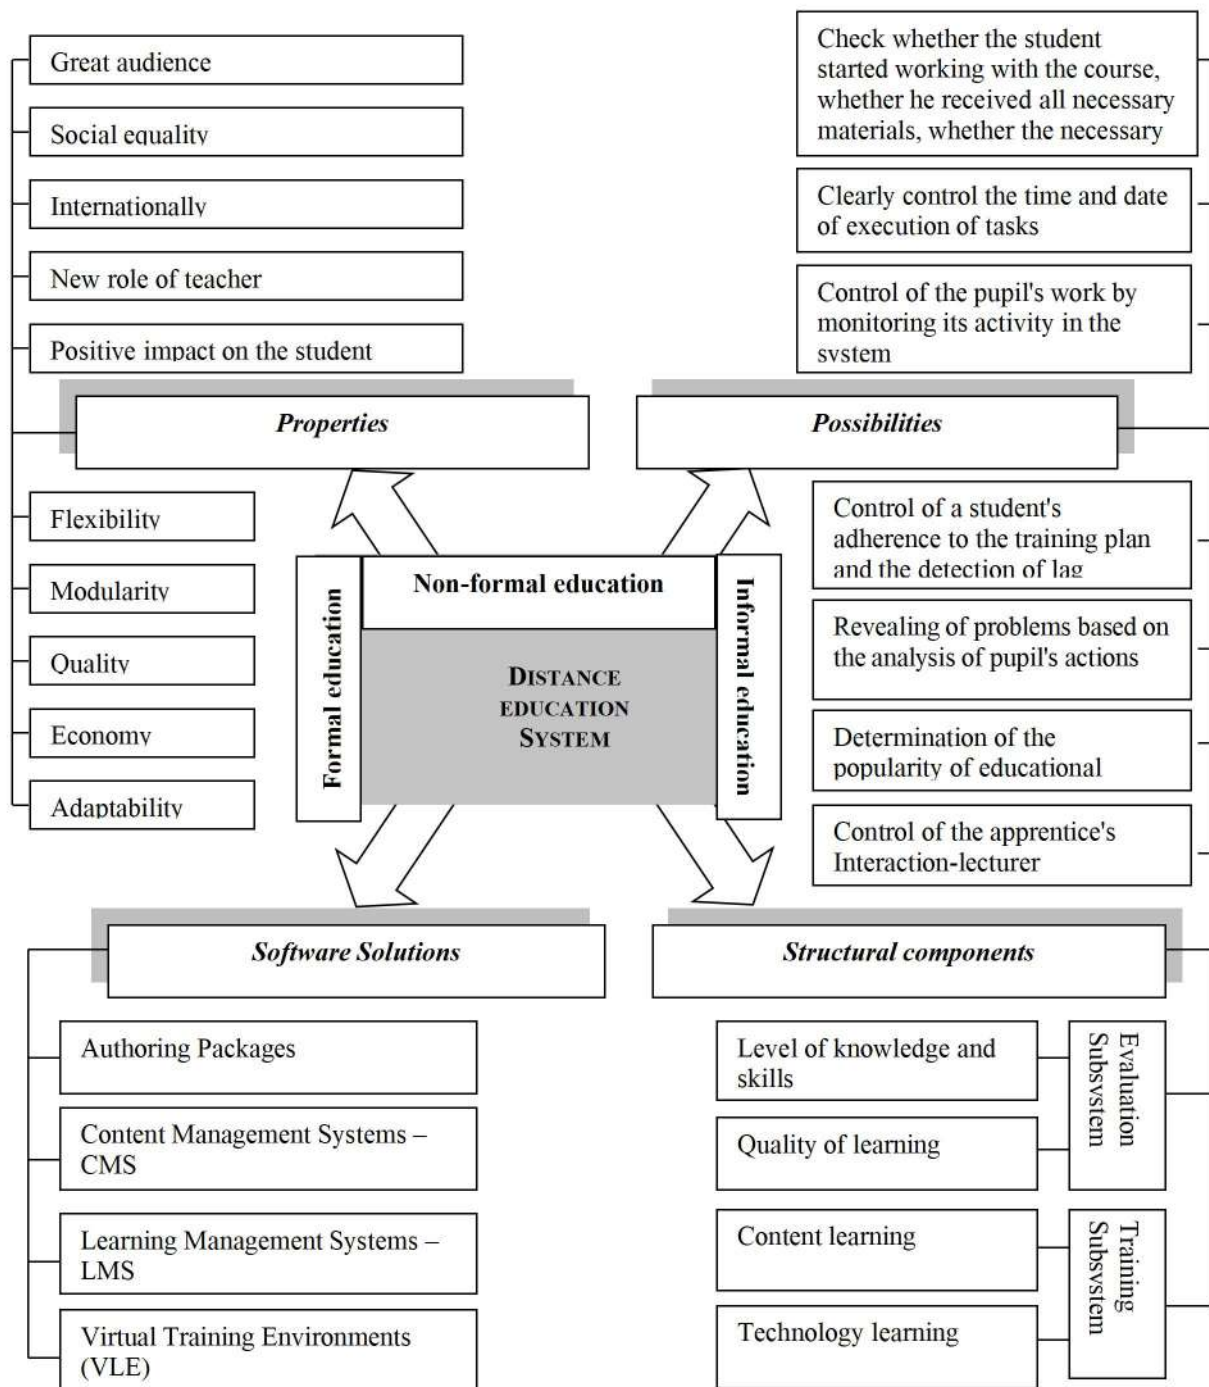 Great audience
Social equality
Internationally
New role of teacher
Positive impact on the student
Check whether the student
started working with the course,
whether he received all necessary
materials, whether the necessary
Clearly control the time and date
of execution of tasks
Control of the pupil's work by
monitoring its activity in the
system
Properties
Possibilities
Flexibility
Modularity
Quality
Economy
Adaptability
Formal education
Non-formal education
Informal education
DISTANCE
EDUCATION
SYSTEM
Control of a student's
adherence to the training plan
and the detection of lag
Revealing of problems based on
the analysis of pupil's actions
Determination of the
popularity of educational
Control of the apprentice's
Interaction-lecturer
Software Solutions
Structural components
Authoring Packages
Content Management Systems –
CMS
Learning Management Systems –
LMS
Virtual Training Environments
(VLE)
Level of knowledge and
skills
Quality of learning
Evaluation
Subsystem
Content learning
Technology learning
Training
Subsystem